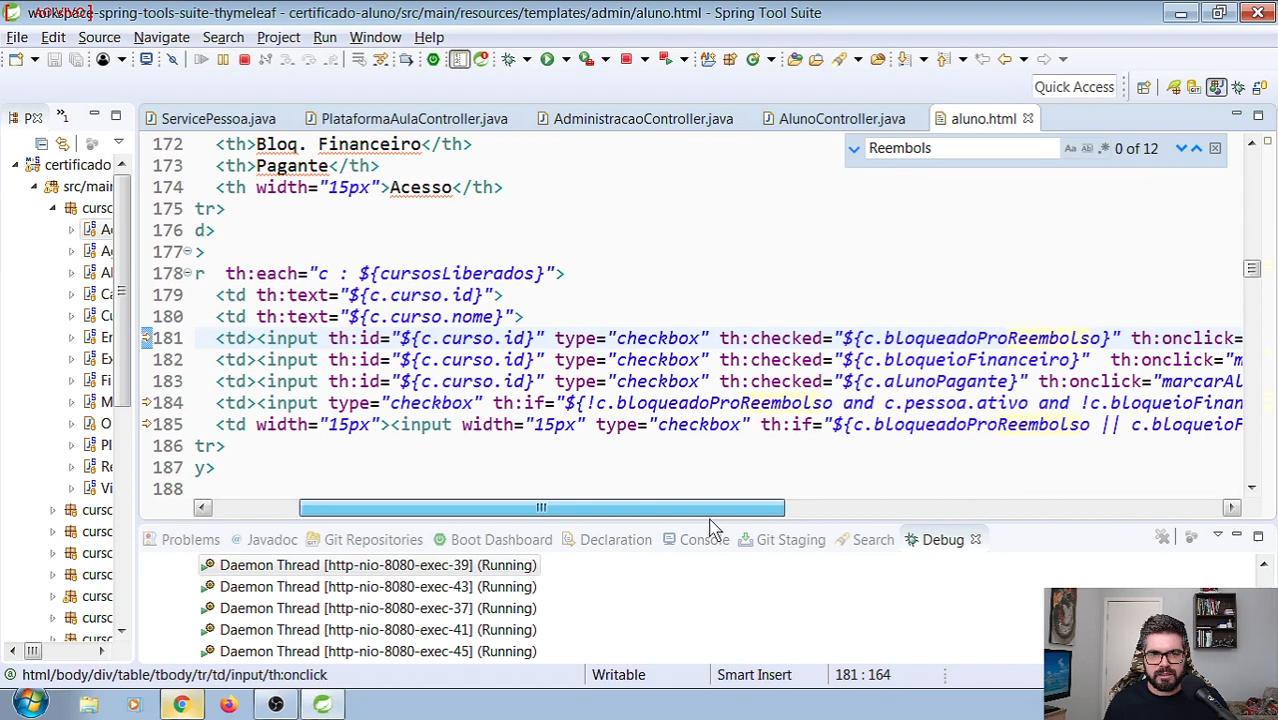 workspace-spring-tools-suite-thymeleaf - certificado-aluno/src/main/resources/templates/admin/aluno.html - Spring Tool Suite
File Edit Source Navigate Search Project Run Window Help
Quick Access
ServicePessoa.java PlataformaAulaController.java AdministracaoController.java AlunoController.java aluno.html
certificado
src/main
curso
Reembols 0 of 12
172 <th>Bloq. Financeiro</th>
173 <th>Pagante</th>
174 <th width="15px">Acesso</th>
175 tr>
176 d>
177 >
178 r th:each="c : ${cursosLiberados}">
179 <td th:text="${c.curso.id}">
180 <td th:text="${c.curso.nome}">
181 <td><input th:id="${c.curso.id}" type="checkbox" th:checked="${c.bloqueadoProReembolso}" th:onclick=
182 <td><input th:id="${c.curso.id}" type="checkbox" th:checked="${c.bloqueioFinanceiro}" th:onclick="m
183 <td><input th:id="${c.curso.id}" type="checkbox" th:checked="${c.alunoPagante}" th:onclick="marcarAl
184 <td><input type="checkbox" th:if="${!c.bloqueadoProReembolso and c.pessoa.ativo and !c.bloqueioFinan
185 <td width="15px"><input width="15px" type="checkbox" th:if="${c.bloqueadoProReembolso || c.bloqueioF
186 tr>
187 y>
188
Problems Javadoc Git Repositories Boot Dashboard Declaration Console Git Staging Search Debug
Daemon Thread [http-nio-8080-exec-39] (Running)
Daemon Thread [http-nio-8080-exec-43] (Running)
Daemon Thread [http-nio-8080-exec-37] (Running)
Daemon Thread [http-nio-8080-exec-41] (Running)
Daemon Thread [http-nio-8080-exec-45] (Running)
html/body/div/table/tbody/tr/td/input/th:onclick Writable Smart Insert 181 : 164